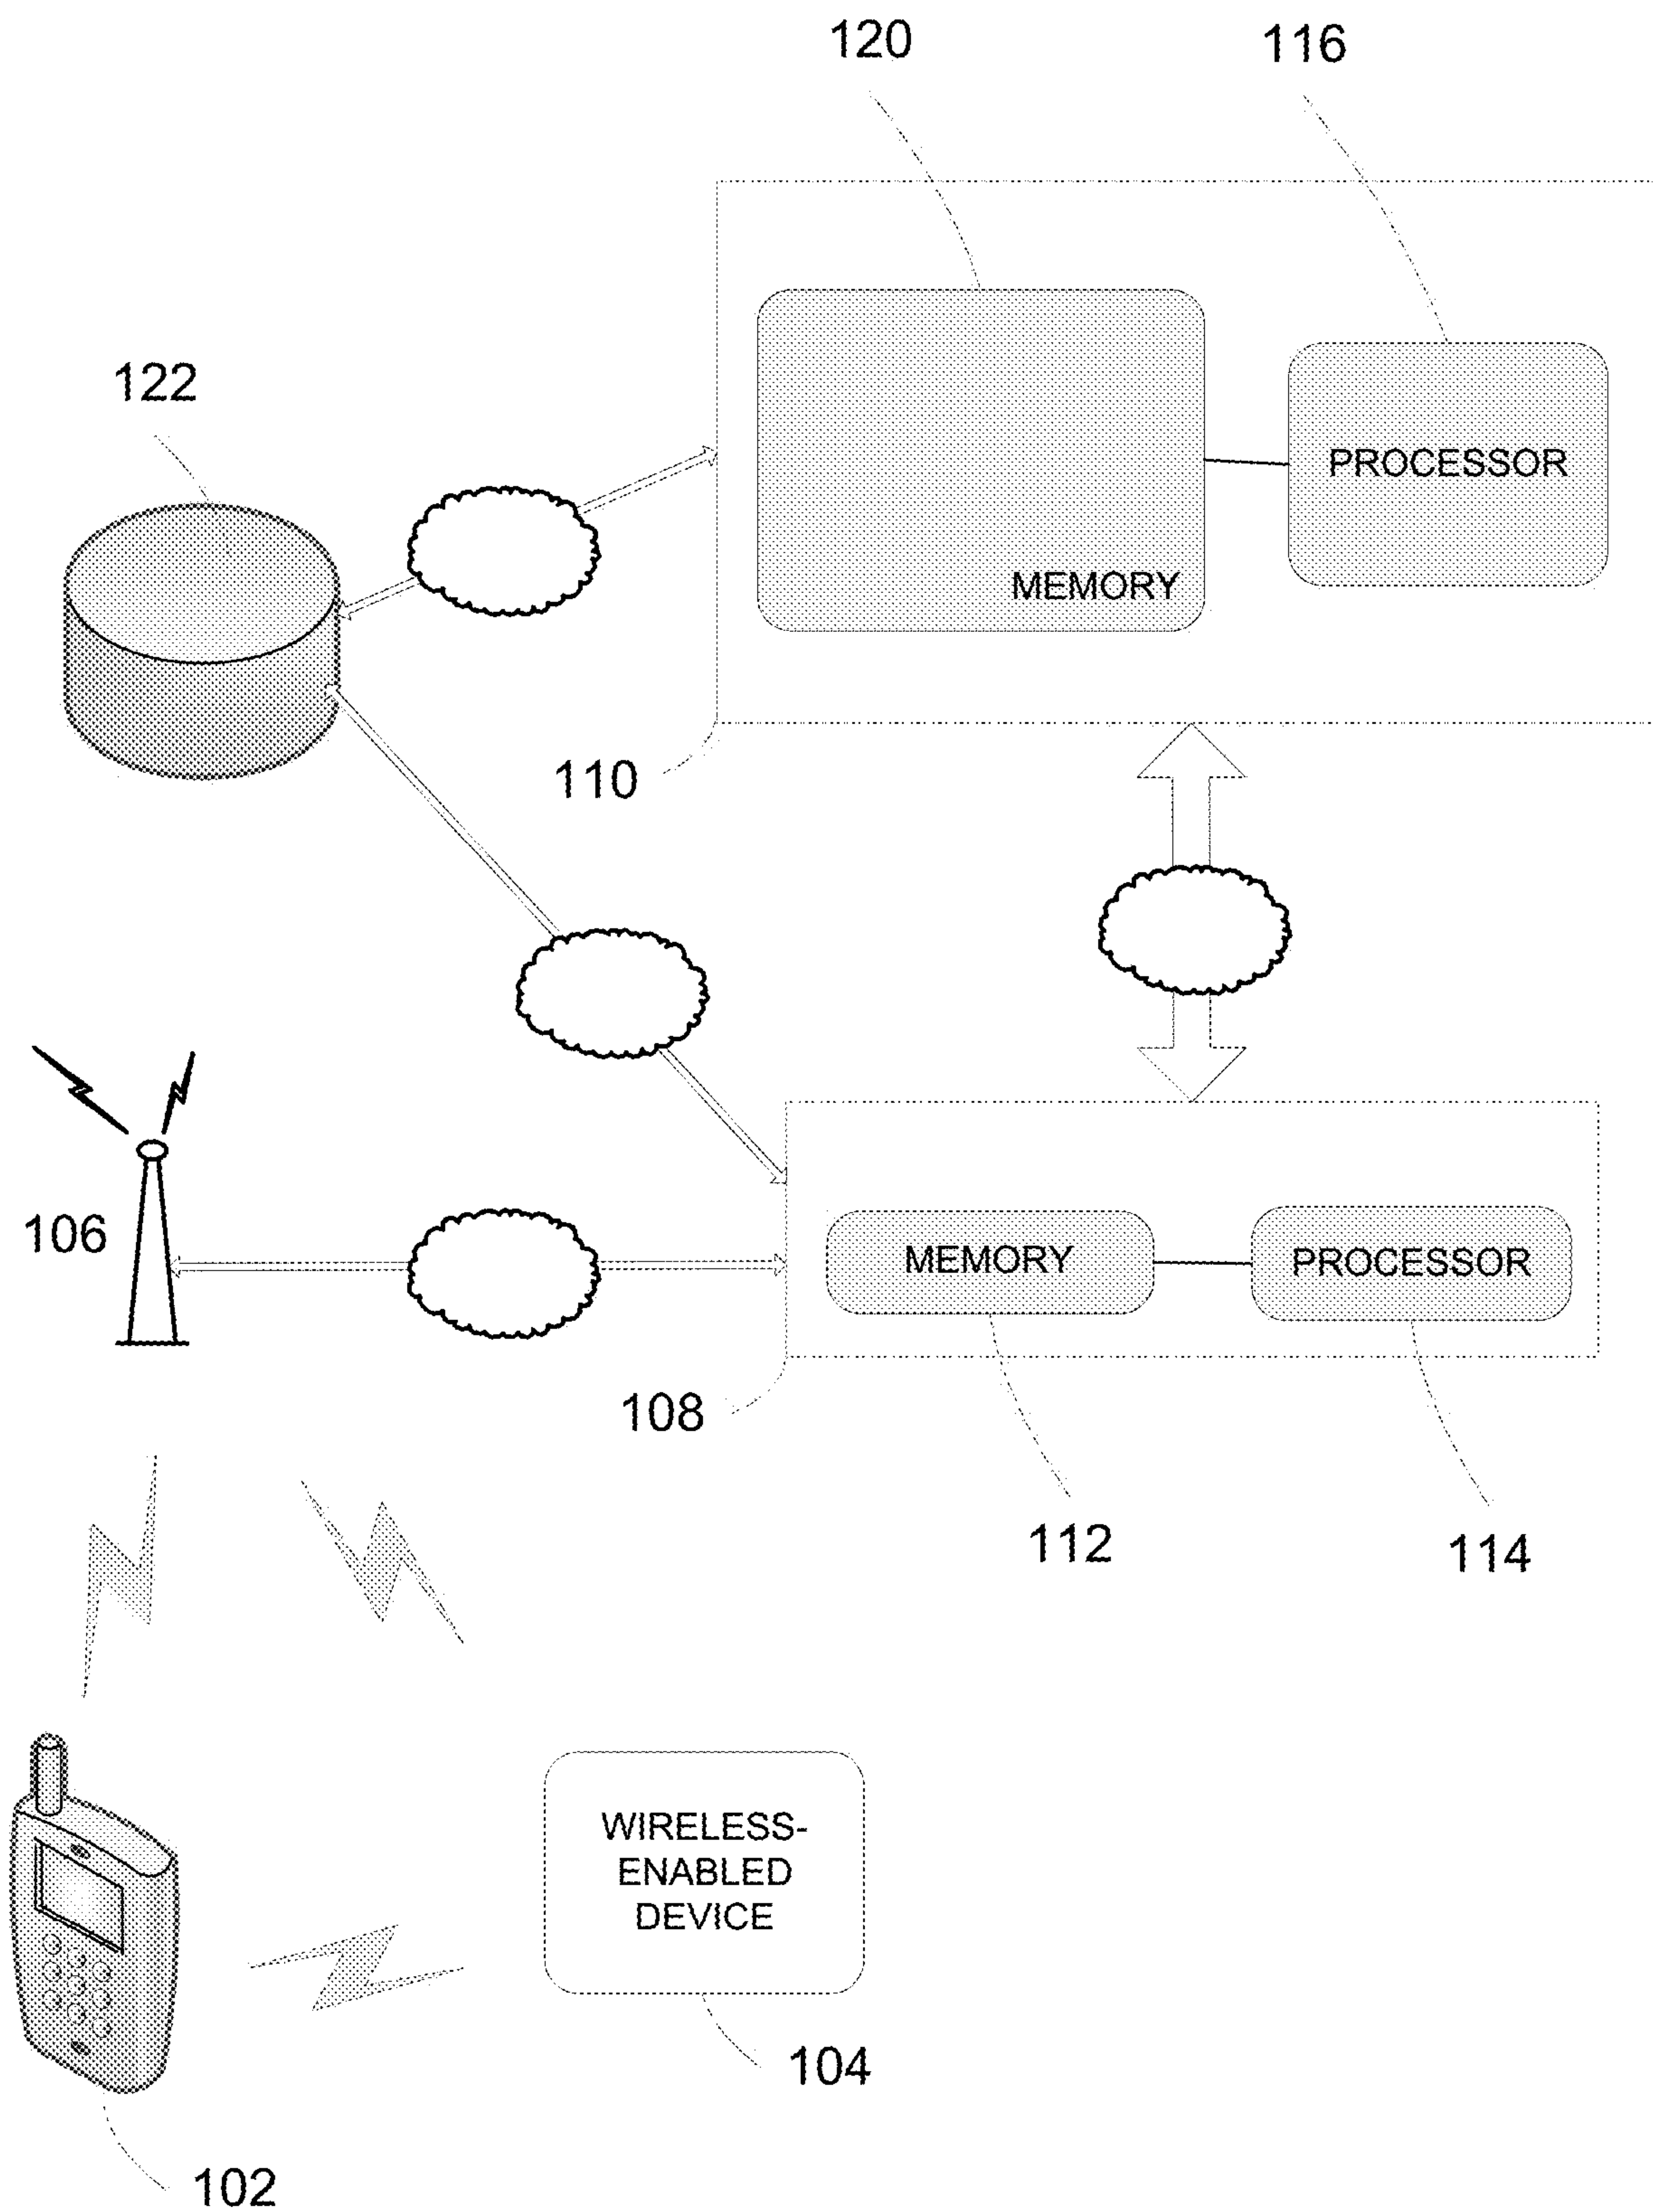 120
116
122
PROCESSOR
MEMORY
110
106
MEMORY
PROCESSOR
108
112
114
WIRELESS-
ENABLED
DEVICE
104
102